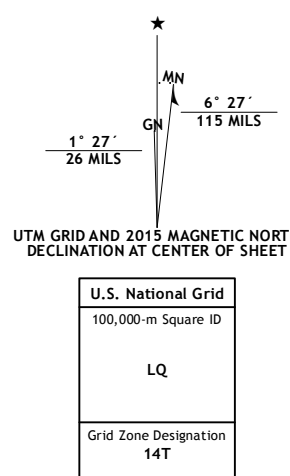 ★
MN
GN
6° 27´
115 MILS
1° 27´
26 MILS
UTM GRID AND 2015 MAGNETIC NORT
DECLINATION AT CENTER OF SHEET
U.S. National Grid
100,000-m Square ID
LQ
Grid Zone Designation
14T